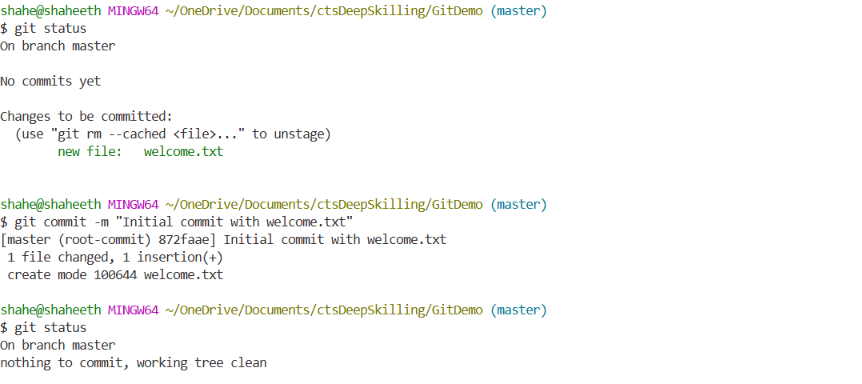 shahe@shaheeth MINGW64 ~/OneDrive/Documents/ctsDeepSkilling/GitDemo (master)
$ git status
On branch master

No commits yet

Changes to be committed:
  (use "git rm --cached <file>..." to unstage)
        new file:   welcome.txt


shahe@shaheeth MINGW64 ~/OneDrive/Documents/ctsDeepSkilling/GitDemo (master)
$ git commit -m "Initial commit with welcome.txt"
[master (root-commit) 872faae] Initial commit with welcome.txt
 1 file changed, 1 insertion(+)
 create mode 100644 welcome.txt

shahe@shaheeth MINGW64 ~/OneDrive/Documents/ctsDeepSkilling/GitDemo (master)
$ git status
On branch master
nothing to commit, working tree clean